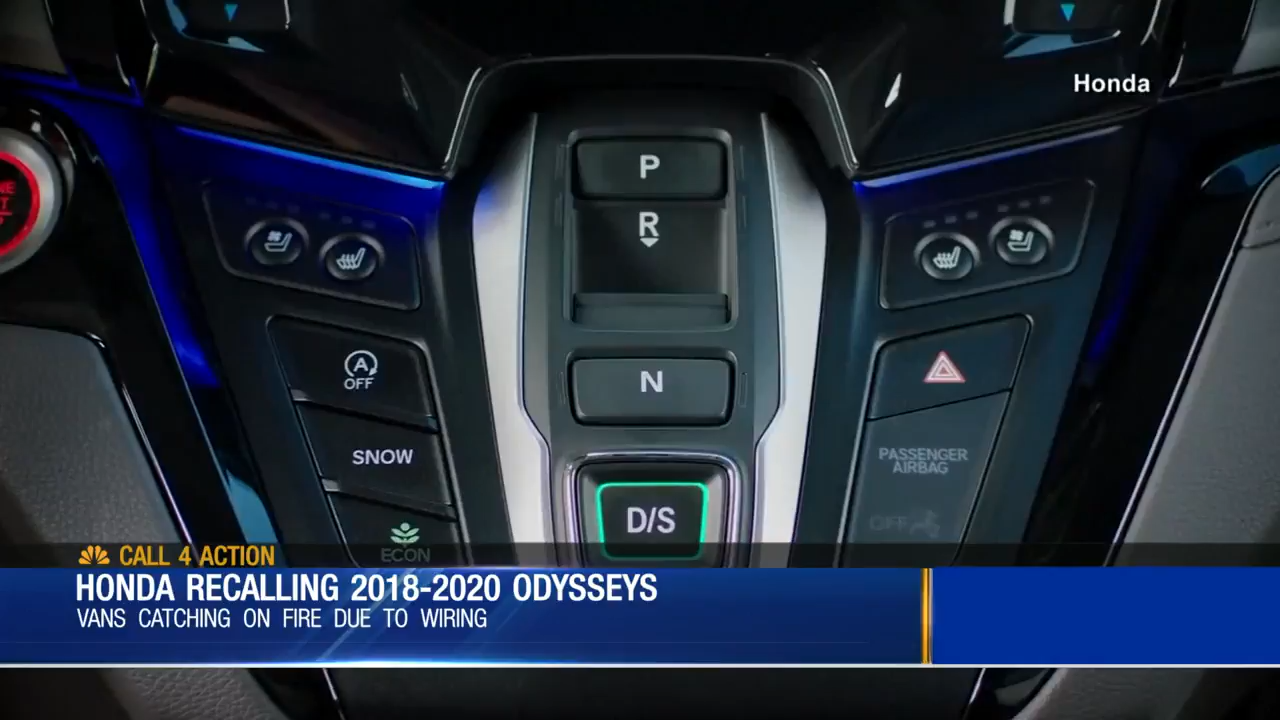 Honda
P
R
N
D/S
A
OFF
SNOW
ECON
PASSENGER
AIRBAG
OFF
CALL 4 ACTION
HONDA RECALLING 2018-2020 ODYSSEYS
VANS CATCHING ON FIRE DUE TO WIRING